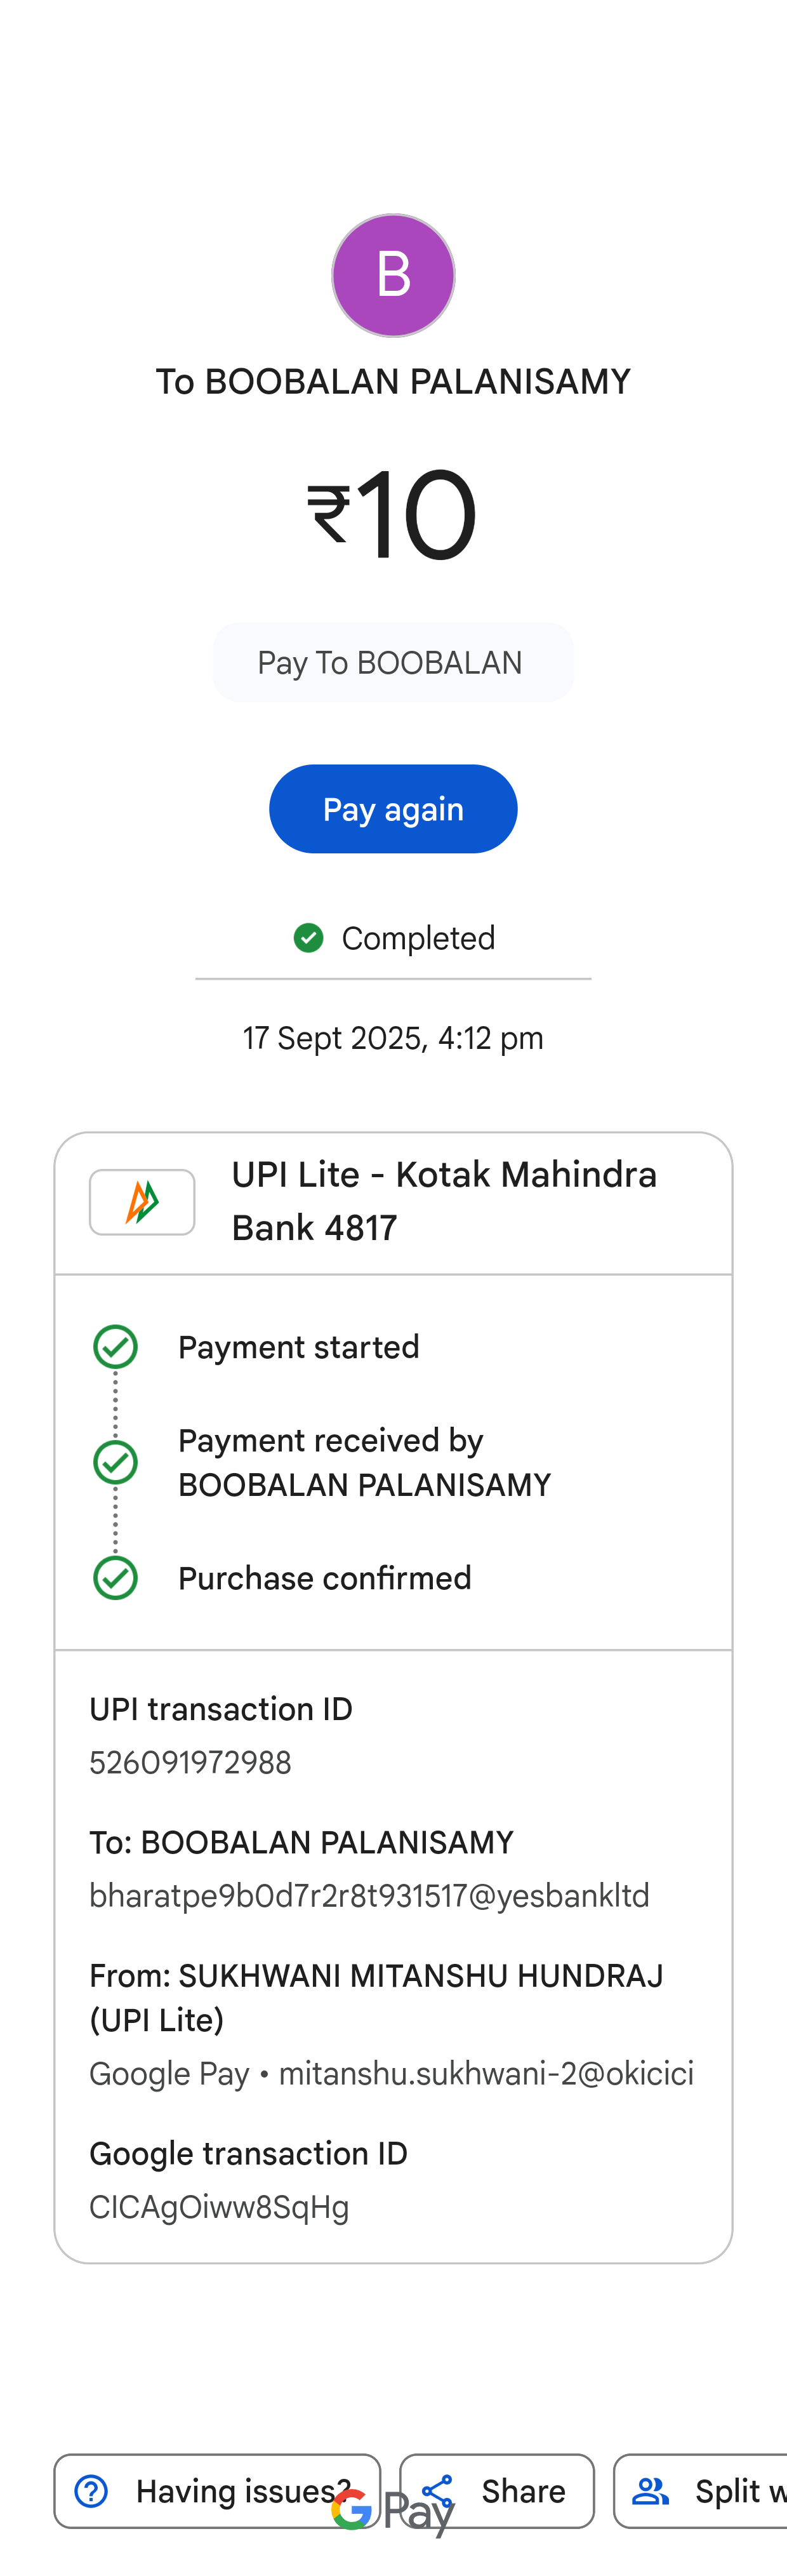 B
To BOOBALAN PALANISAMY
₹10
Pay To BOOBALAN
Pay again
Completed
17 Sept 2025, 4:12 pm
UPI Lite - Kotak Mahindra
Bank 4817
Payment started
Payment received by
BOOBALAN PALANISAMY
Purchase confirmed
UPI transaction ID
526091972988
To: BOOBALAN PALANISAMY
bharatpe9b0d7r2r8t931517@yesbankltd
From: SUKHWANI MITANSHU HUNDRAJ
(UPI Lite)
Google Pay • mitanshu.sukhwani-2@okicici
Google transaction ID
CICAgOiww8SqHg
Having issues?
Share
Split w
G Pay